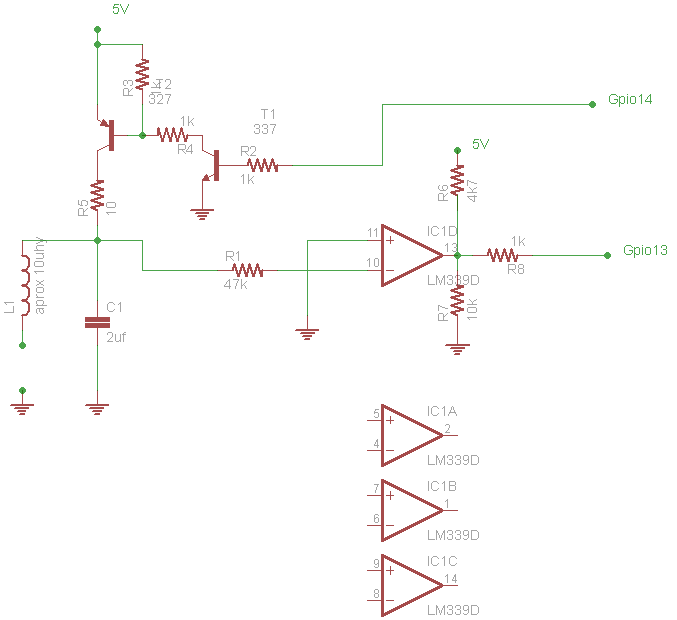 5V
R3
1k
T2
327
T1
337
Gpio14
1k
R4
R2
1k
5V
R6
4k7
R5
10
11
+
10
-
IC1D
13
LM339D
1k
R8
Gpio13
R1
47k
R7
10k
L1
aprox 10uhy
C1
2uf
5
+
4
-
IC1A
2
LM339D
7
+
6
-
IC1B
1
LM339D
9
+
8
-
IC1C
14
LM339D